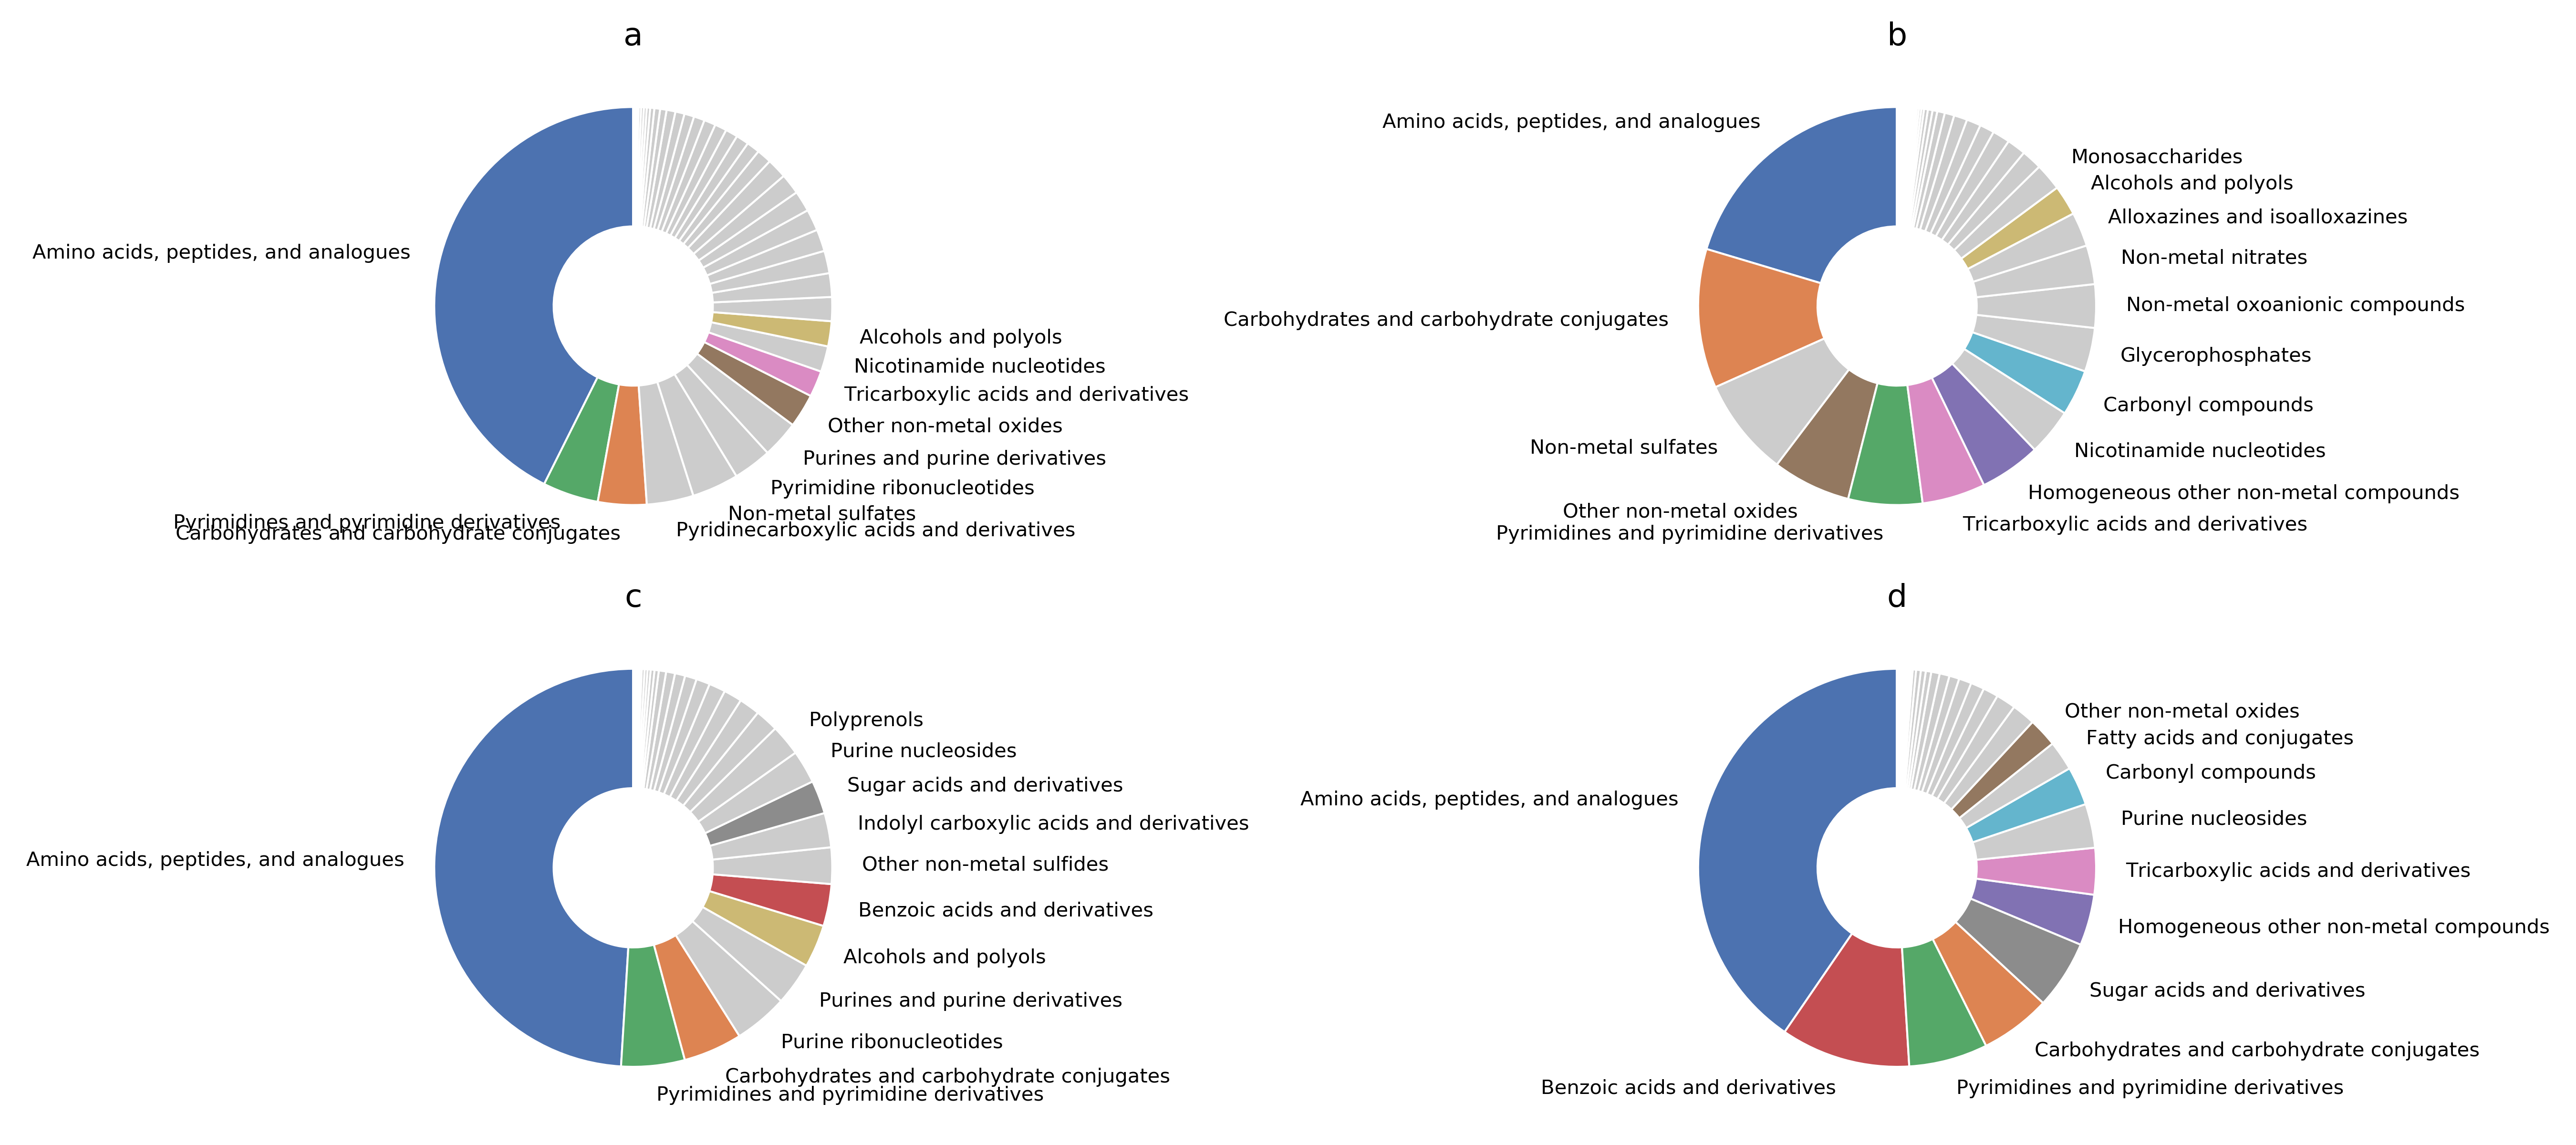 a
Amino acids, peptides, and analogues
Pyrimidines and pyrimidine derivatives
Carbohydrates and carbohydrate conjugates
Alcohols and polyols
Nicotinamide nucleotides
Tricarboxylic acids and derivatives
Other non-metal oxides
Purines and purine derivatives
Pyrimidine ribonucleotides
Non-metal sulfates
Pyridinecarboxylic acids and derivatives
b
Amino acids, peptides, and analogues
Carbohydrates and carbohydrate conjugates
Non-metal sulfates
Other non-metal oxides
Pyrimidines and pyrimidine derivatives
Monosaccharides
Alcohols and polyols
Alloxazines and isoalloxazines
Non-metal nitrates
Non-metal oxoanionic compounds
Glycerophosphates
Carbonyl compounds
Nicotinamide nucleotides
Homogeneous other non-metal compounds
Tricarboxylic acids and derivatives
c
Amino acids, peptides, and analogues
Polyprenols
Purine nucleosides
Sugar acids and derivatives
Indolyl carboxylic acids and derivatives
Other non-metal sulfides
Benzoic acids and derivatives
Alcohols and polyols
Purines and purine derivatives
Purine ribonucleotides
Carbohydrates and carbohydrate conjugates
Pyrimidines and pyrimidine derivatives
d
Amino acids, peptides, and analogues
Benzoic acids and derivatives
Other non-metal oxides
Fatty acids and conjugates
Carbonyl compounds
Purine nucleosides
Tricarboxylic acids and derivatives
Homogeneous other non-metal compounds
Sugar acids and derivatives
Carbohydrates and carbohydrate conjugates
Pyrimidines and pyrimidine derivatives